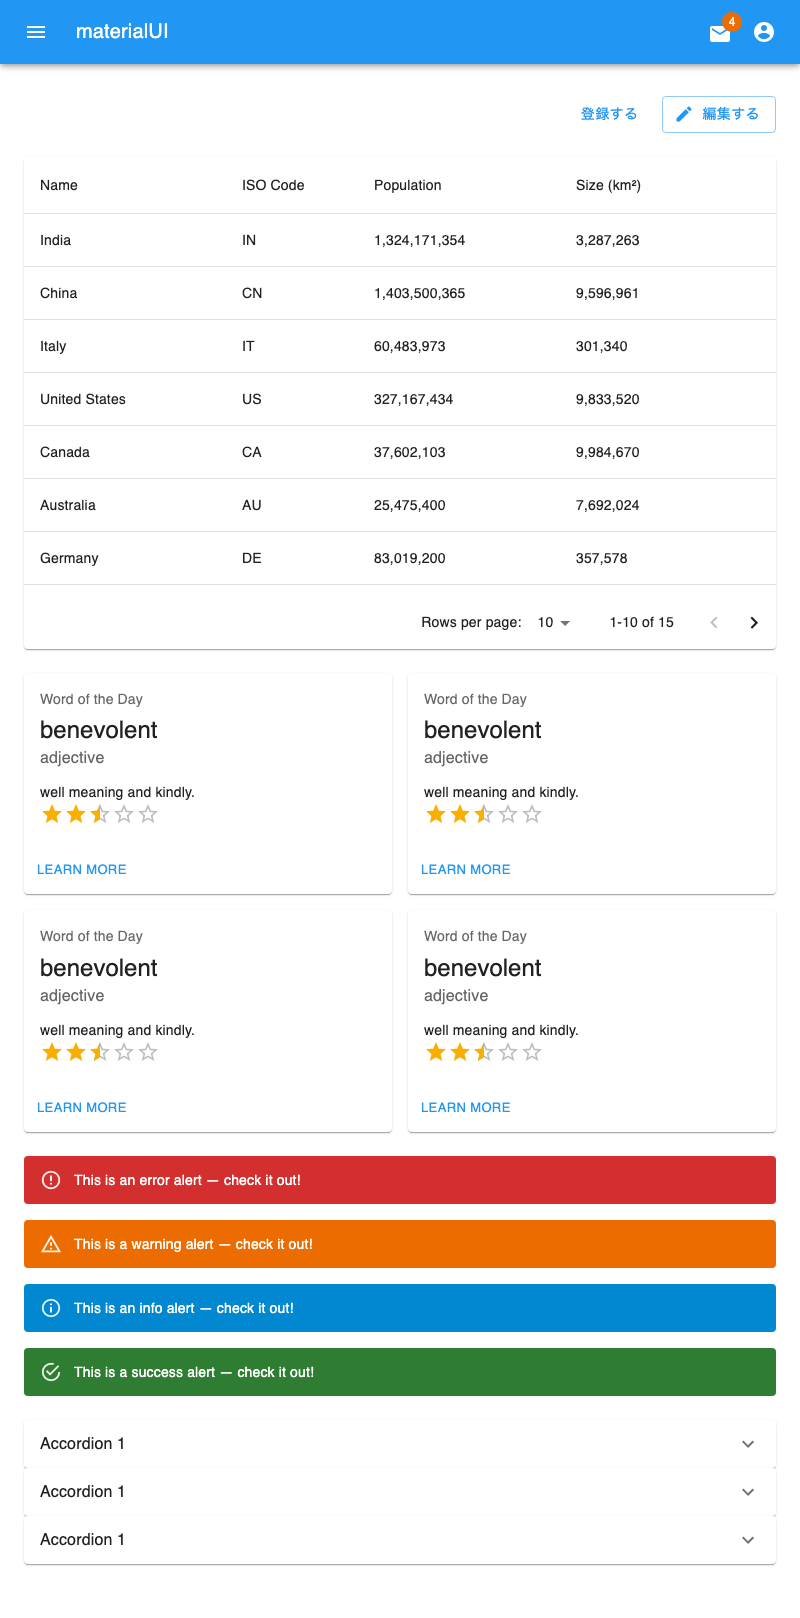 materialUI
4
登録する
編集する
Name ISO Code Population Size (km²)
India IN 1,324,171,354 3,287,263
China CN 1,403,500,365 9,596,961
Italy IT 60,483,973 301,340
United States US 327,167,434 9,833,520
Canada CA 37,602,103 9,984,670
Australia AU 25,475,400 7,692,024
Germany DE 83,019,200 357,578
Rows per page: 10 1-10 of 15
Word of the Day
benevolent
adjective
well meaning and kindly.
LEARN MORE
Word of the Day
benevolent
adjective
well meaning and kindly.
LEARN MORE
Word of the Day
benevolent
adjective
well meaning and kindly.
LEARN MORE
Word of the Day
benevolent
adjective
well meaning and kindly.
LEARN MORE
This is an error alert — check it out!
This is a warning alert — check it out!
This is an info alert — check it out!
This is a success alert — check it out!
Accordion 1
Accordion 1
Accordion 1